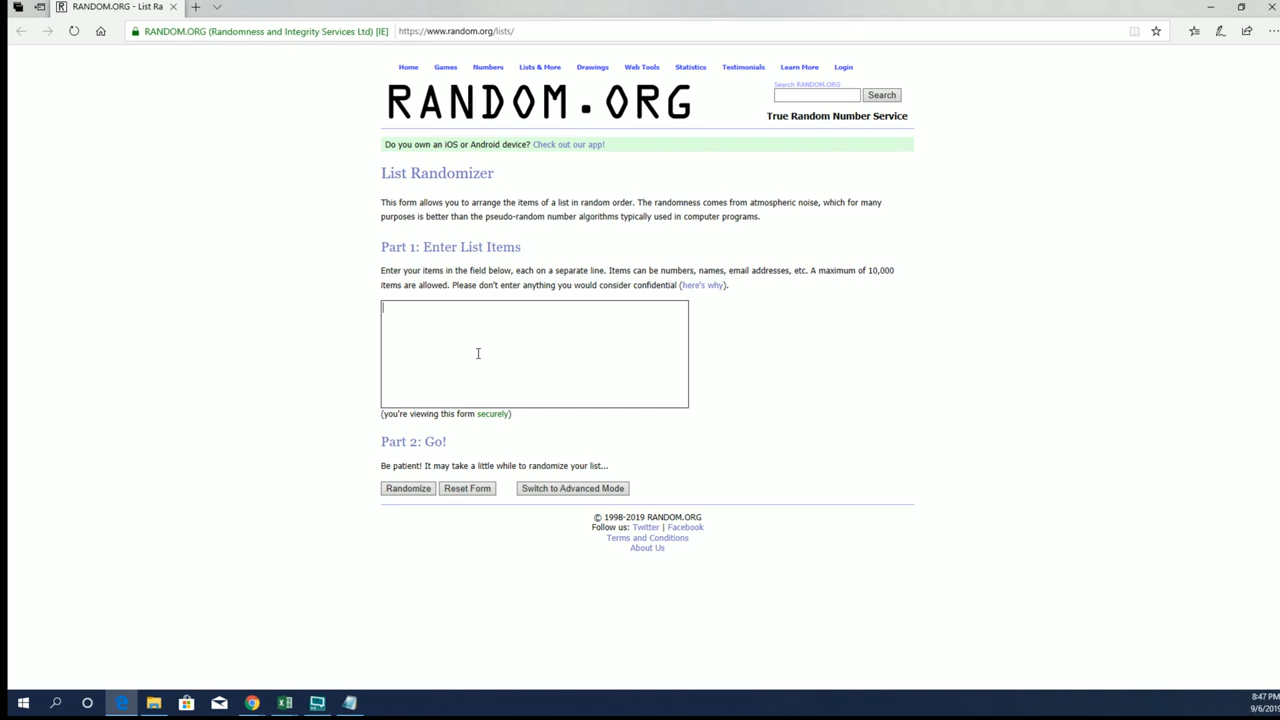 RANDOM.ORG - List Ra
RANDOM.ORG (Randomness and Integrity Services Ltd) [IE] https://www.random.org/lists/
Home Games Numbers Lists & More Drawings Web Tools Statistics Testimonials Learn More Login
RANDOM.ORG
Search RANDOM.ORG
Search
True Random Number Service
Do you own an iOS or Android device? Check out our app!
List Randomizer
This form allows you to arrange the items of a list in random order. The randomness comes from atmospheric noise, which for many
purposes is better than the pseudo-random number algorithms typically used in computer programs.
Part 1: Enter List Items
Enter your items in the field below, each on a separate line. Items can be numbers, names, email addresses, etc. A maximum of 10,000
items are allowed. Please don't enter anything you would consider confidential (here's why).
(you're viewing this form securely)
Part 2: Go!
Be patient! It may take a little while to randomize your list...
Randomize Reset Form Switch to Advanced Mode
© 1998-2019 RANDOM.ORG
Follow us: Twitter | Facebook
Terms and Conditions
About Us
8:47 PM
9/6/2019